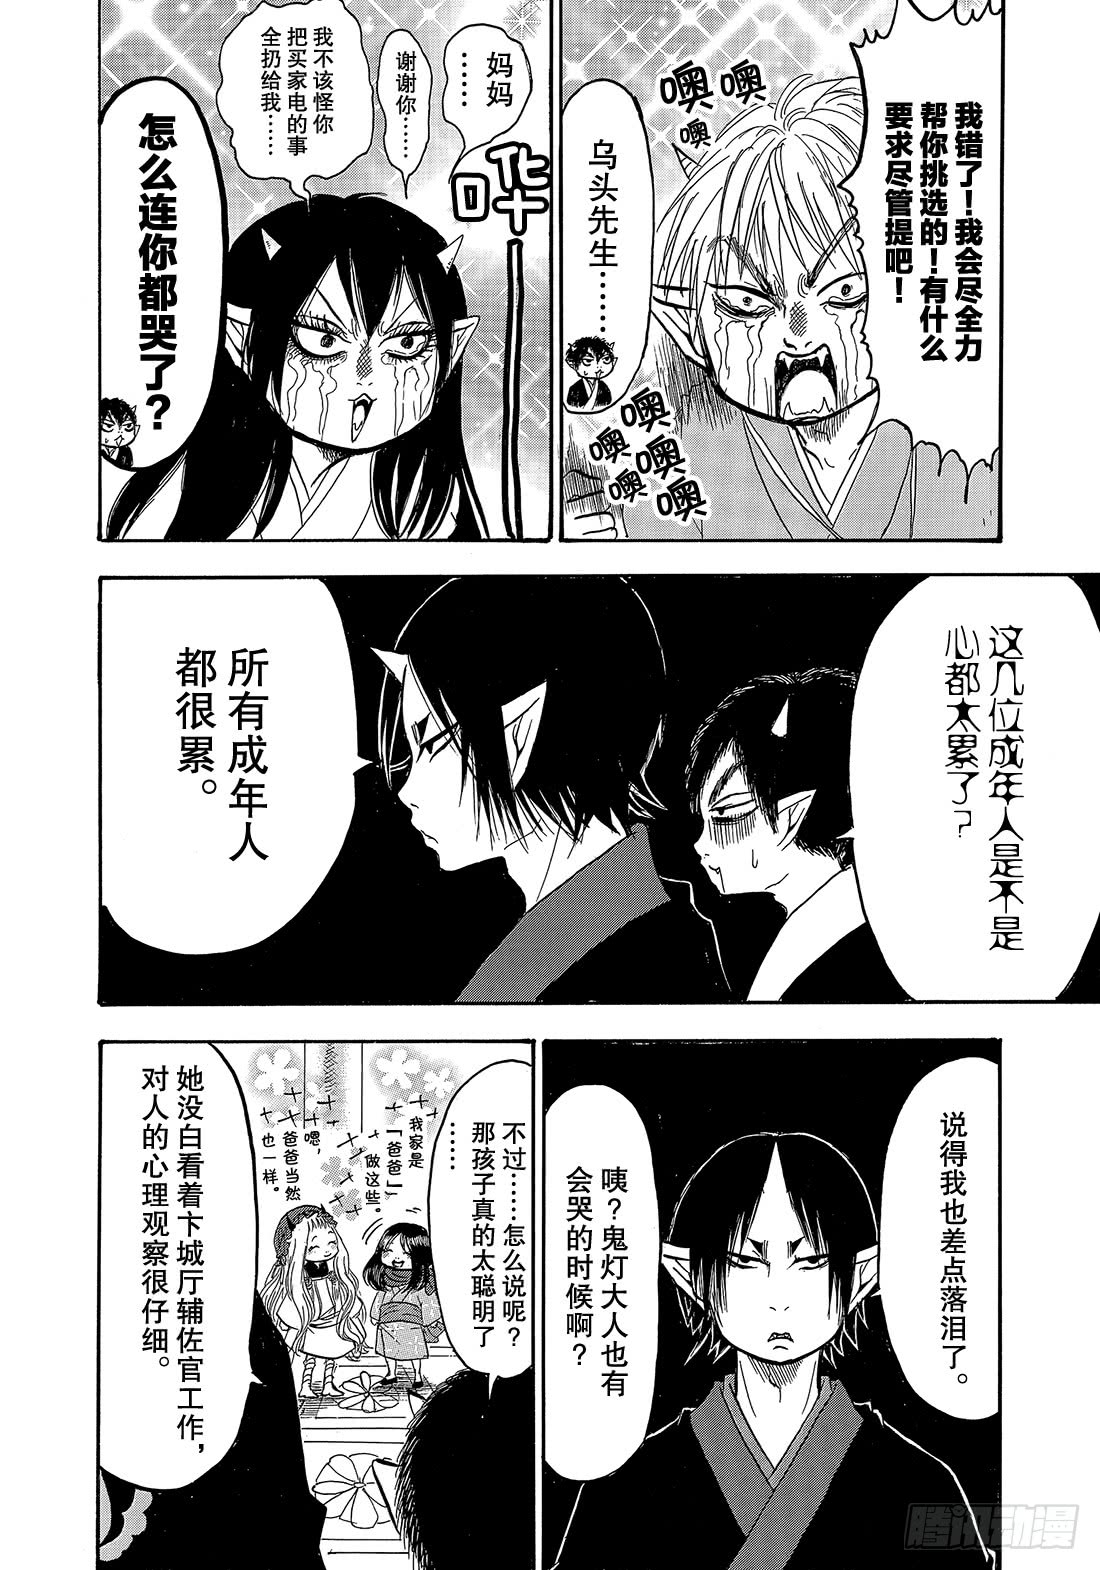 我错了！我会尽全力
帮你挑选的！有什么
要求尽管提吧！
噢噢
噢
乌头先生……
噢
噢噢
噢噢
妈妈
……
谢谢你……
我不该怪你
把买家电的事
全扔给我……
哗——
怎么连你都哭了？
这几位成年人是不是
心都太累了？
所有成年人
都很累。
说得我也差点落泪了。
咦？鬼灯大人也有
会哭的时候啊？
不过……怎么说呢？
那孩子真的太聪明了
……
我家是
「爸爸」
做这些。
嗯，
爸爸当然
也一样。
她没白看着卞城厅辅佐官工作，
对人的心理观察很仔细。
腾讯动漫